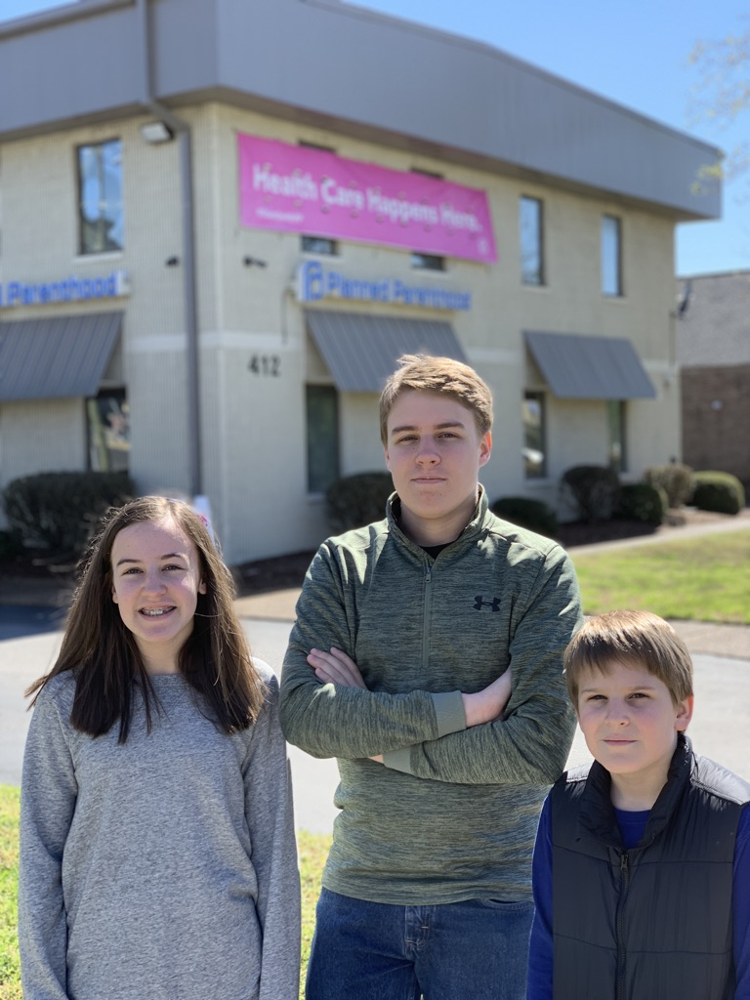 Health Care Happens Here.
Parenthood
Planned Parenthood
412